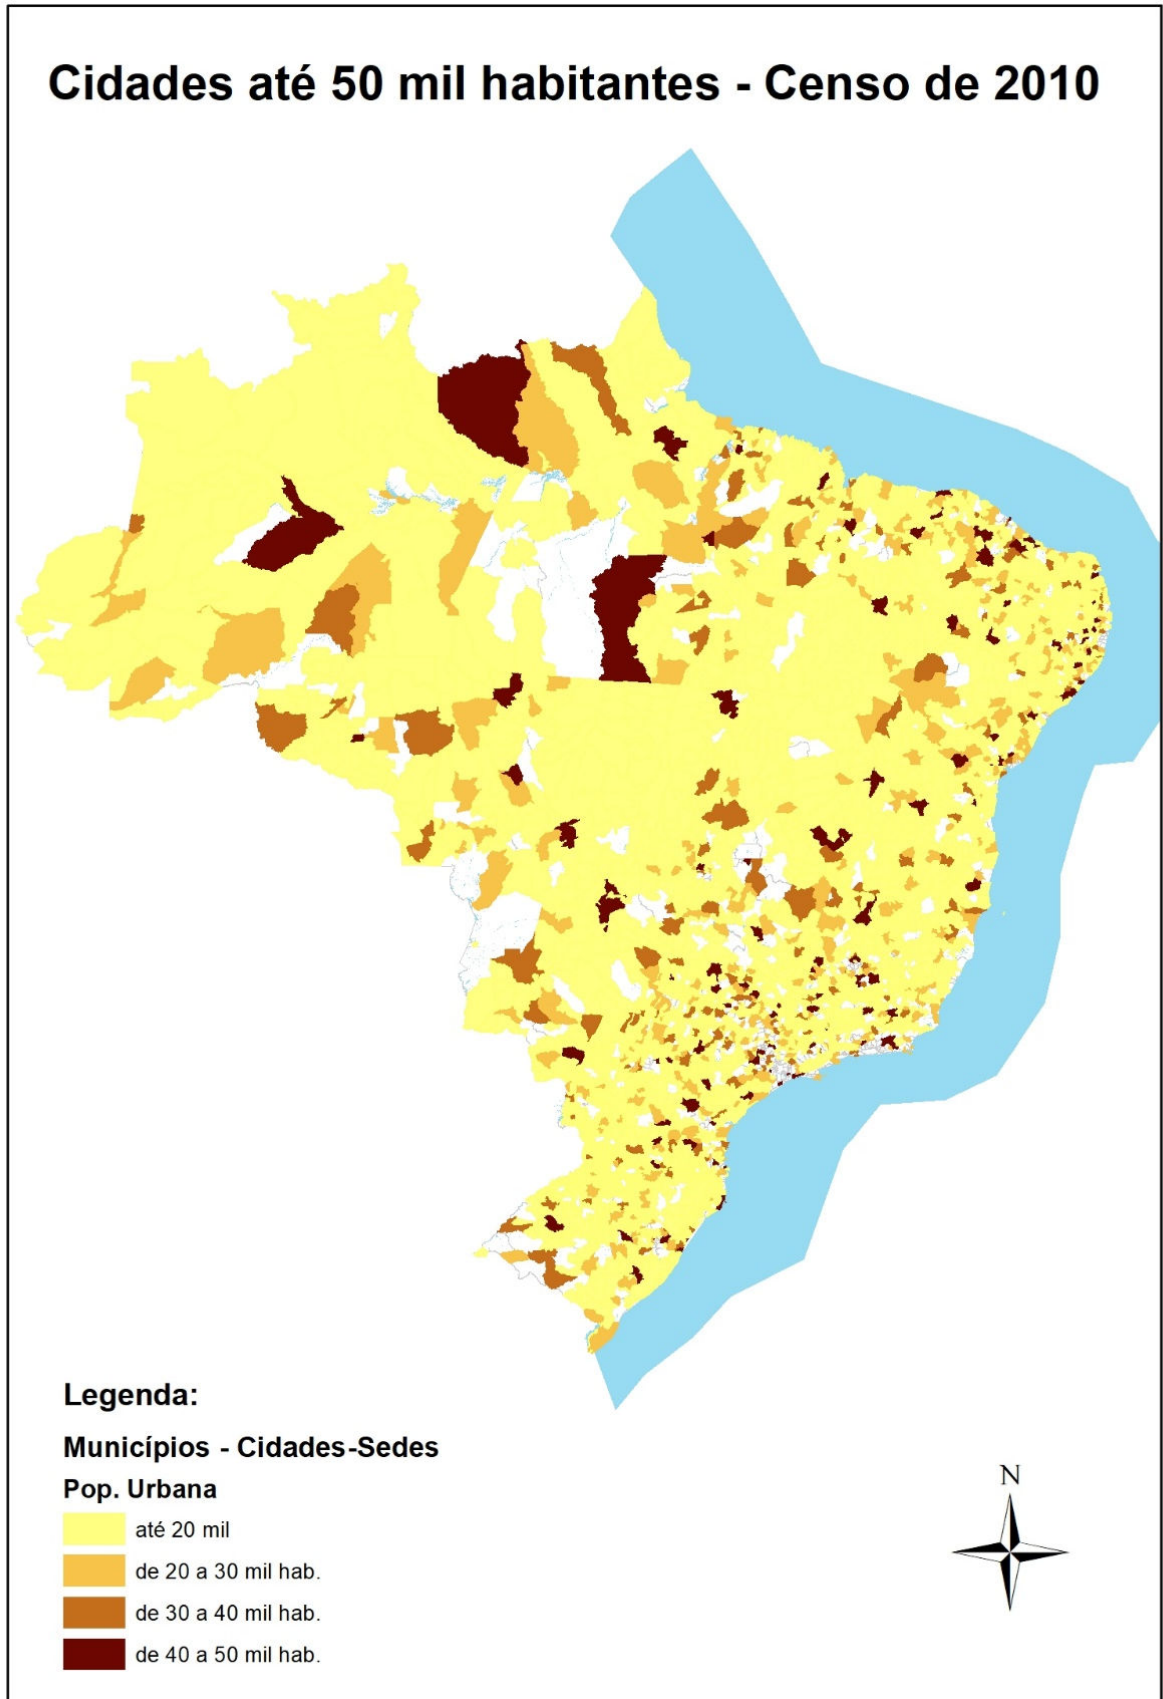 Cidades até 50 mil habitantes - Censo de 2010
Legenda:
Municípios - Cidades-Sedes
Pop. Urbana
até 20 mil
de 20 a 30 mil hab.
de 30 a 40 mil hab.
de 40 a 50 mil hab.
N